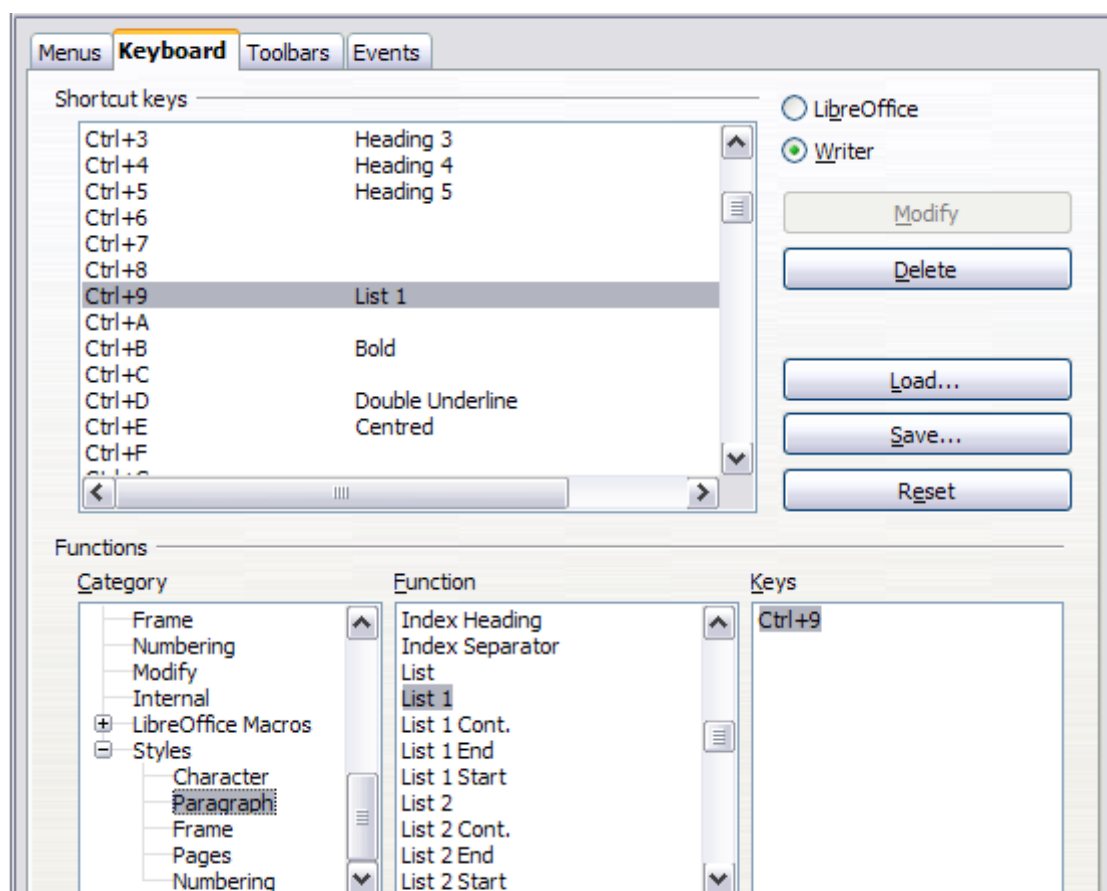 Menus Keyboard Toolbars Events
Shortcut keys
Ctrl+3 Heading 3
Ctrl+4 Heading 4
Ctrl+5 Heading 5
Ctrl+6
Ctrl+7
Ctrl+8
Ctrl+9 List 1
Ctrl+A
Ctrl+B Bold
Ctrl+C
Ctrl+D Double Underline
Ctrl+E Centred
Ctrl+F
LibreOffice
Writer
Modify
Delete
Load...
Save...
Reset
Functions
Category
Frame
Numbering
Modify
Internal
LibreOffice Macros
Styles
Character
Paragraph
Frame
Pages
Numbering
Function
Index Heading
Index Separator
List
List 1
List 1 Cont.
List 1 End
List 1 Start
List 2
List 2 Cont.
List 2 End
List 2 Start
Keys
Ctrl+9